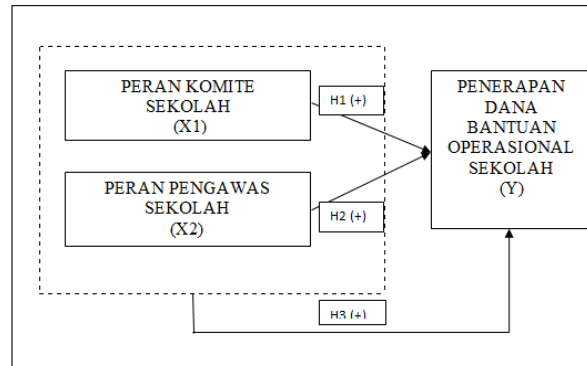 PERAN KOMITE
SEKOLAH
(X1)
H1 (+)
PENERAPAN
DANA
BANTUAN
OPERASIONAL
SEKOLAH
(Y)
PERAN PENGAWAS
SEKOLAH
(X2)
H2 (+)
H3 (+)